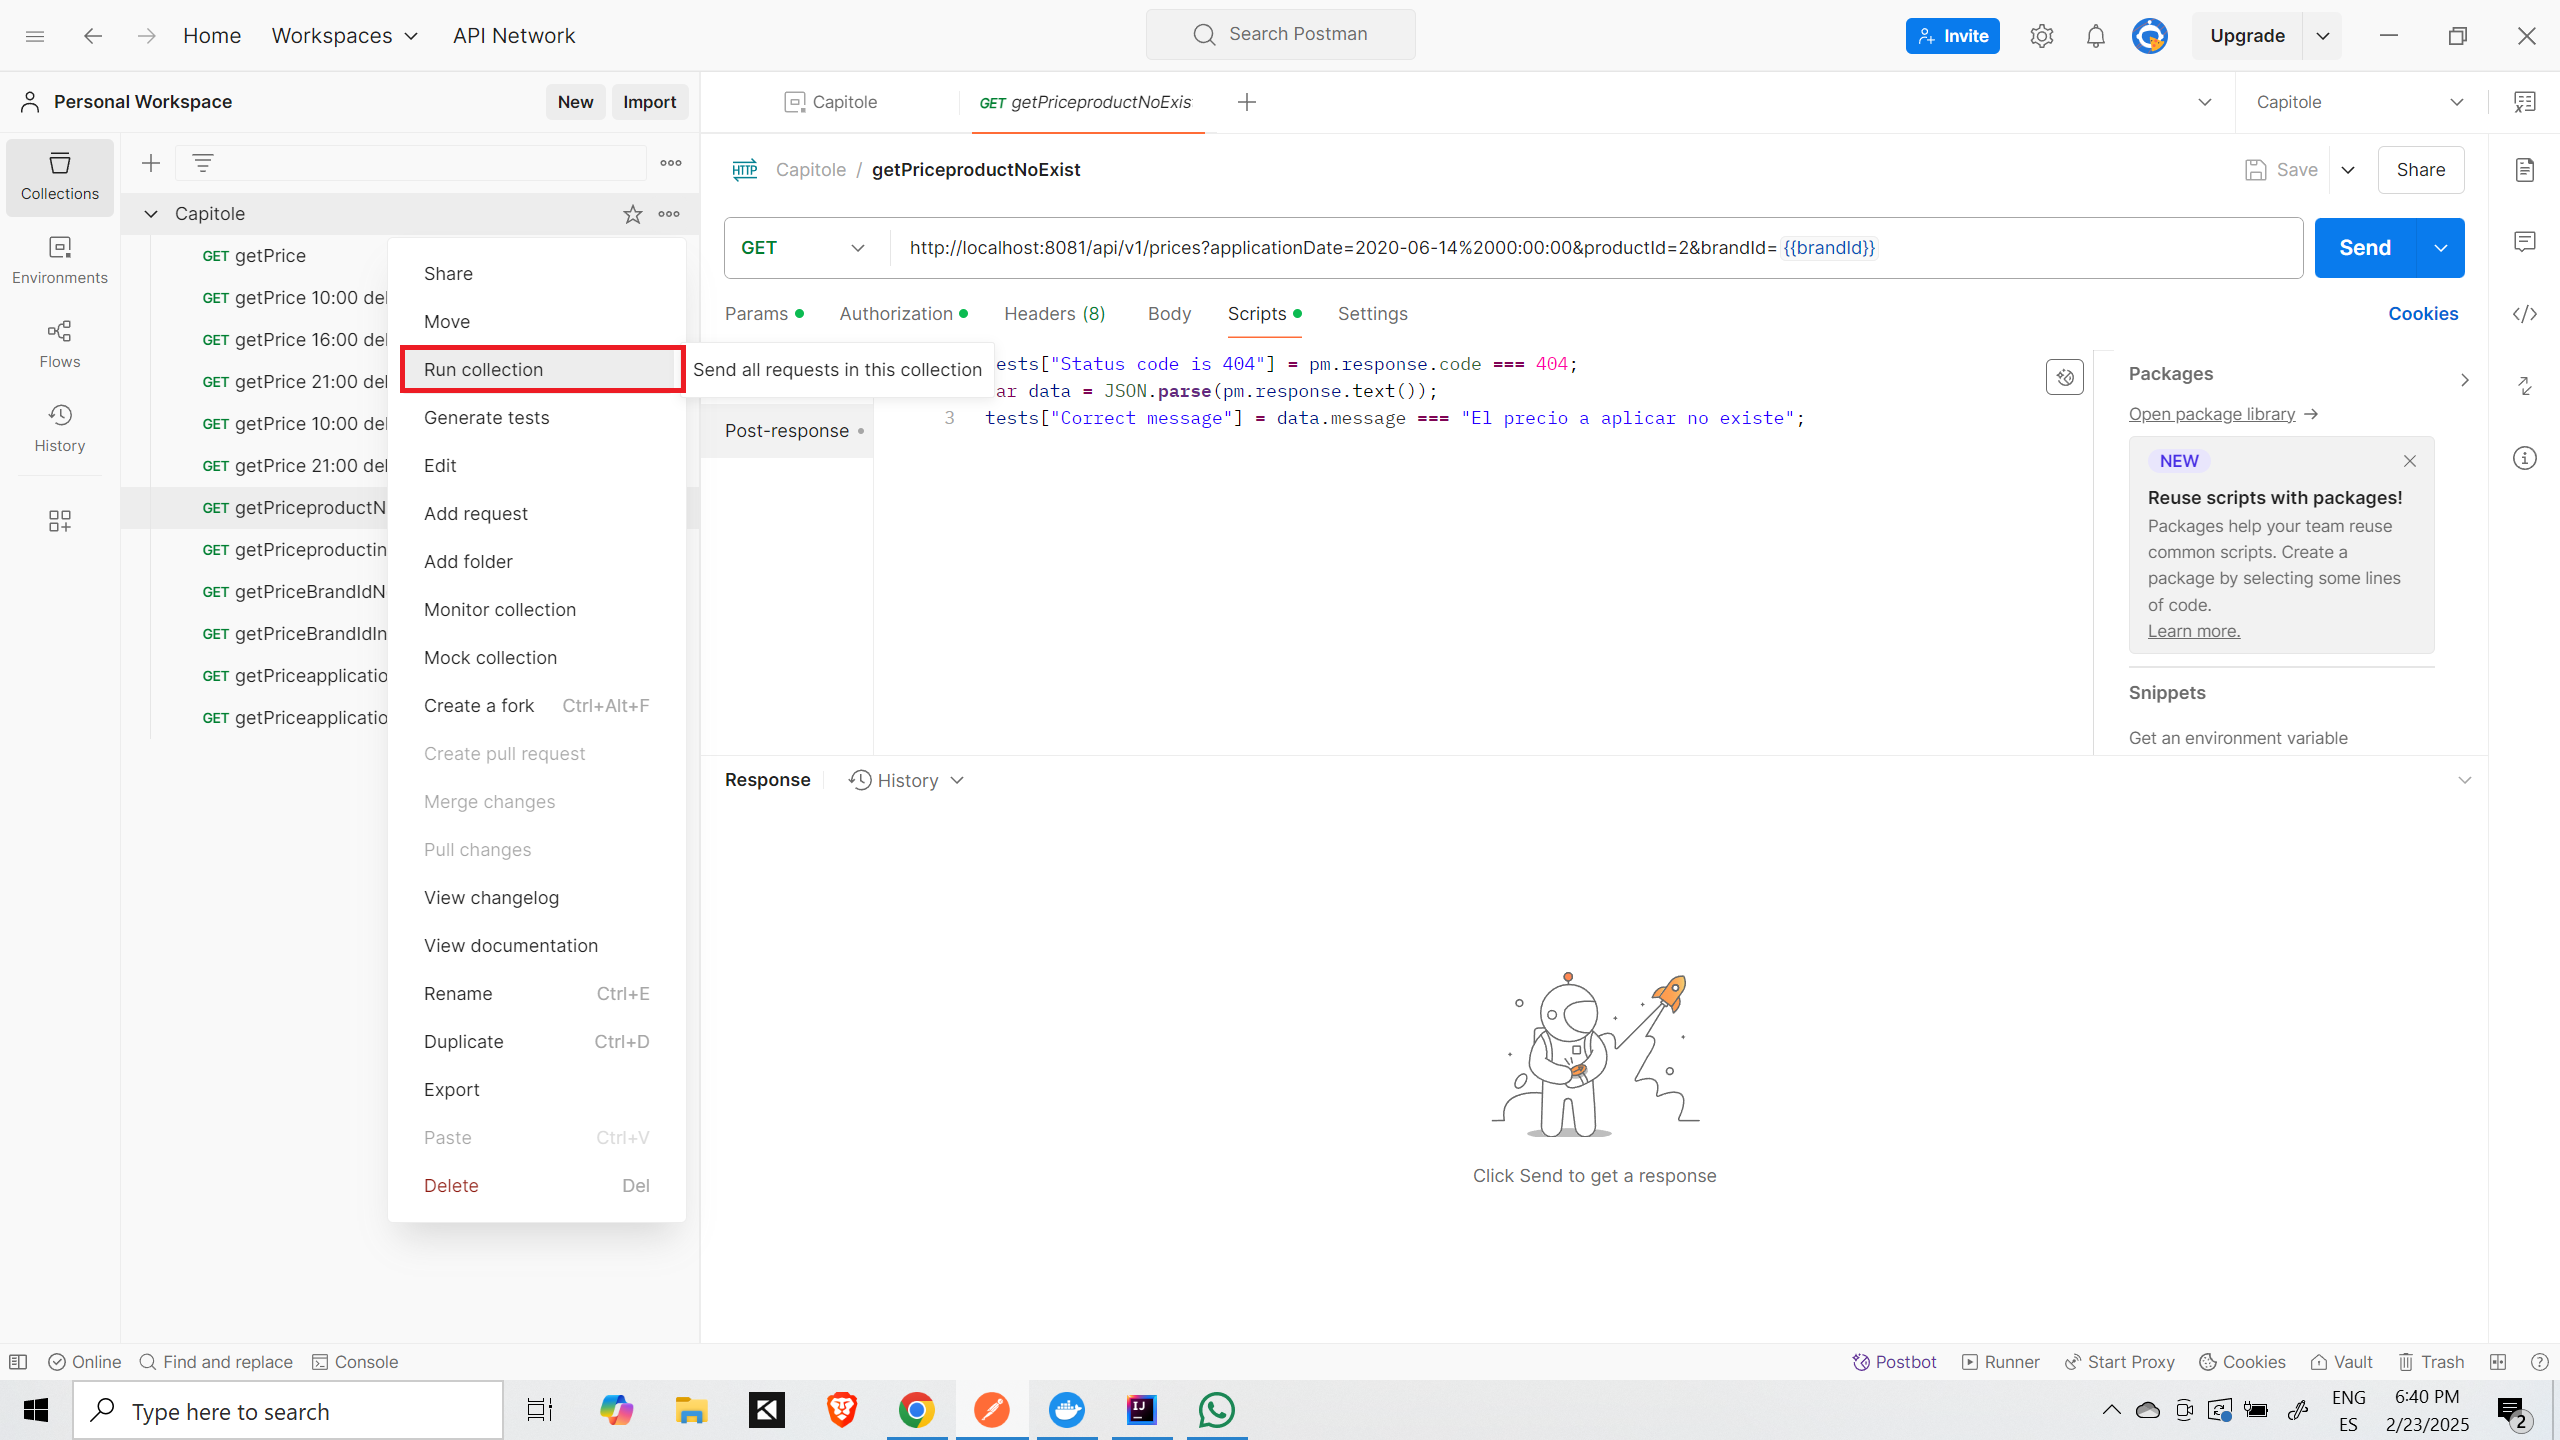 Home Workspaces API Network Search Postman Invite Upgrade
Personal Workspace New Import Capitole GET getPriceproductNoExis Capitole
Collections
Environments
Flows
History
Capitole
GET getPrice
GET getPrice 10:00 del
GET getPrice 16:00 del
GET getPrice 21:00 del
GET getPrice 10:00 del
GET getPrice 21:00 del
GET getPriceproductN
GET getPriceproductin
GET getPriceBrandIdN
GET getPriceBrandIdIn
GET getPriceapplicatio
GET getPriceapplicatio
Share
Move
Run collection
Send all requests in this collection
Generate tests
Edit
Add request
Add folder
Monitor collection
Mock collection
Create a fork Ctrl+Alt+F
Create pull request
Merge changes
Pull changes
View changelog
View documentation
Rename Ctrl+E
Duplicate Ctrl+D
Export
Paste Ctrl+V
Delete Del
HTTP Capitole / getPriceproductNoExist Save Share
GET http://localhost:8081/api/v1/prices?applicationDate=2020-06-14%2000:00:00&productId=2&brandId={{brandId}} Send
Params Authorization Headers (8) Body Scripts Settings Cookies
ests["Status code is 404"] = pm.response.code === 404;
ar data = JSON.parse(pm.response.text());
3 tests["Correct message"] = data.message === "El precio a aplicar no existe";
Post-response
Packages
Open package library →
NEW
Reuse scripts with packages!
Packages help your team reuse
common scripts. Create a
package by selecting some lines
of code.
Learn more.
Snippets
Get an environment variable
Response History
Click Send to get a response
Online Find and replace Console Postbot Runner Start Proxy Cookies Vault Trash
Type here to search
IJ
ENG
ES
6:40 PM
2/23/2025
2